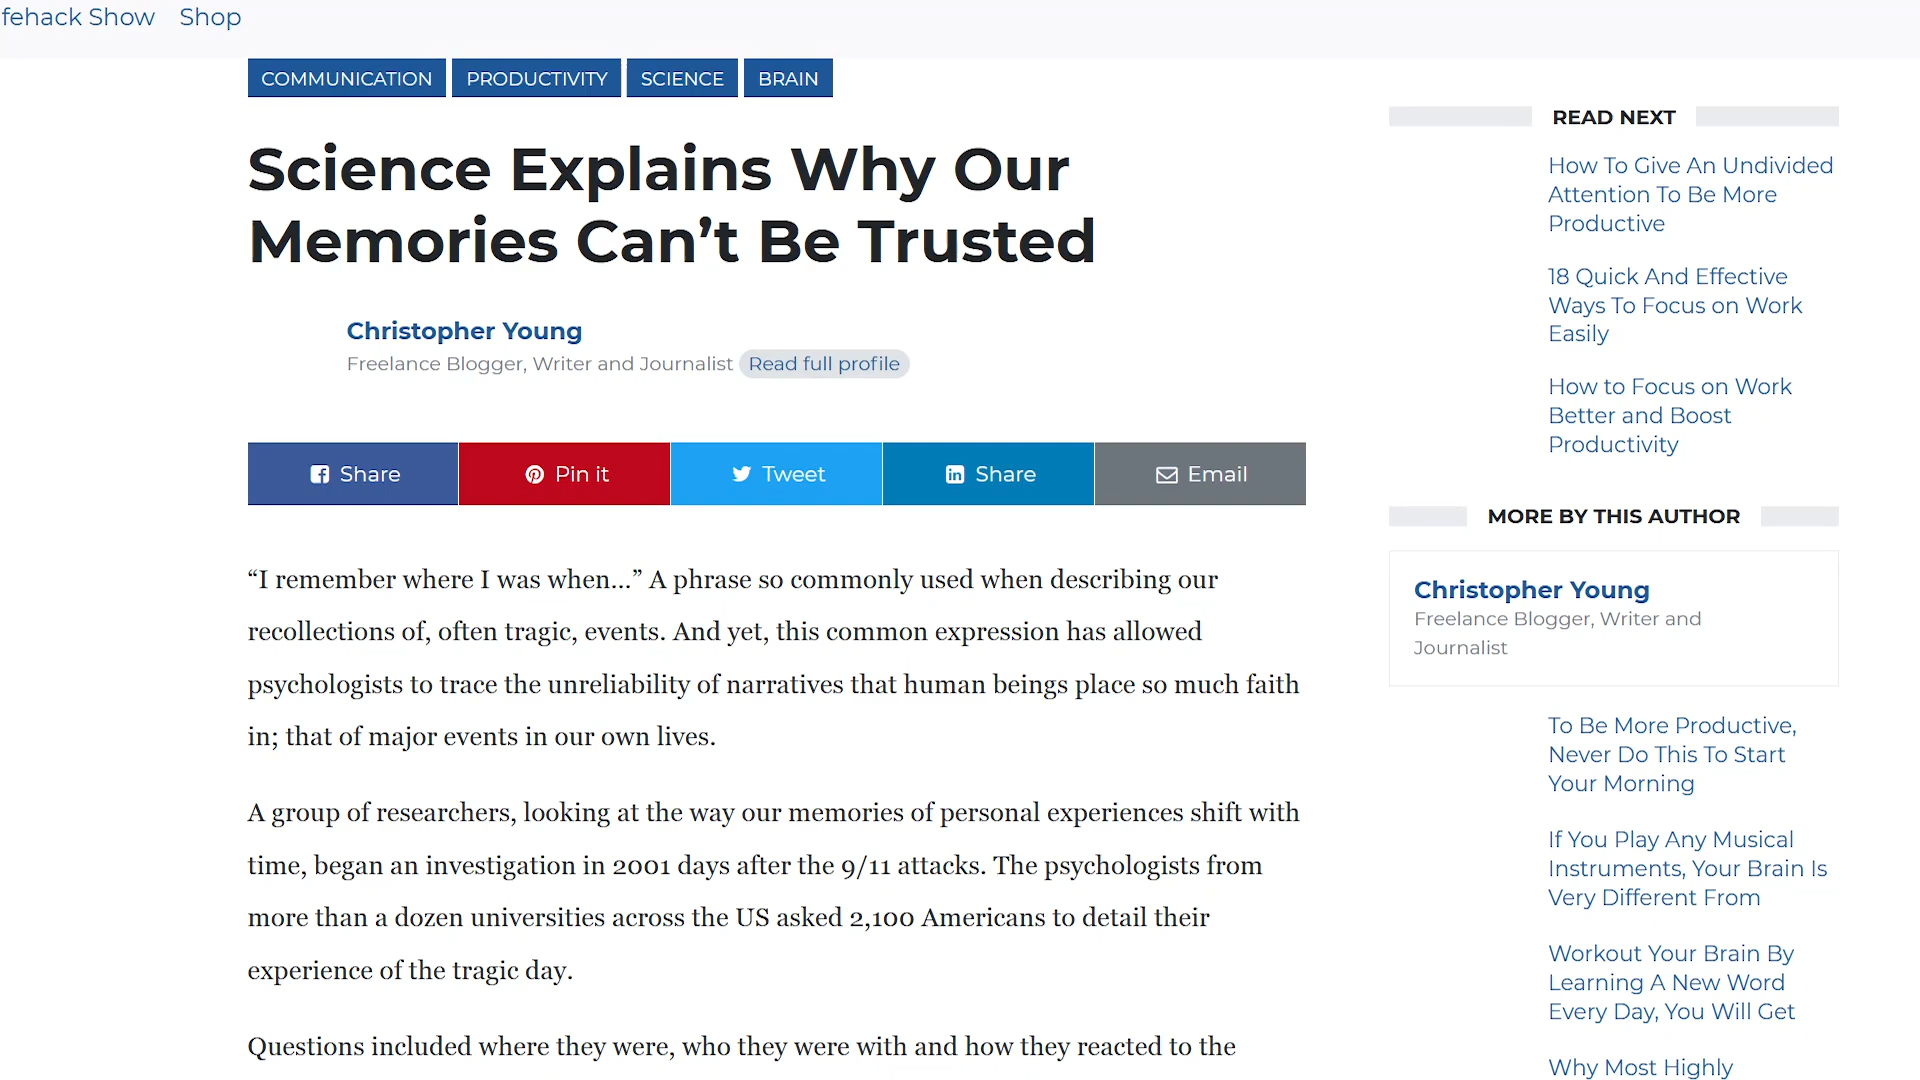 fehack Show Shop
COMMUNICATION PRODUCTIVITY SCIENCE BRAIN
Science Explains Why Our
Memories Can’t Be Trusted
Christopher Young
Freelance Blogger, Writer and Journalist Read full profile
Share Pin it Tweet Share Email
“I remember where I was when...” A phrase so commonly used when describing our
recollections of, often tragic, events. And yet, this common expression has allowed
psychologists to trace the unreliability of narratives that human beings place so much faith
in; that of major events in our own lives.
A group of researchers, looking at the way our memories of personal experiences shift with
time, began an investigation in 2001 days after the 9/11 attacks. The psychologists from
more than a dozen universities across the US asked 2,100 Americans to detail their
experience of the tragic day.
Questions included where they were, who they were with and how they reacted to the
READ NEXT
How To Give An Undivided
Attention To Be More
Productive
18 Quick And Effective
Ways To Focus on Work
Easily
How to Focus on Work
Better and Boost
Productivity
MORE BY THIS AUTHOR
Christopher Young
Freelance Blogger, Writer and
Journalist
To Be More Productive,
Never Do This To Start
Your Morning
If You Play Any Musical
Instruments, Your Brain Is
Very Different From
Workout Your Brain By
Learning A New Word
Every Day, You Will Get
Why Most Highly